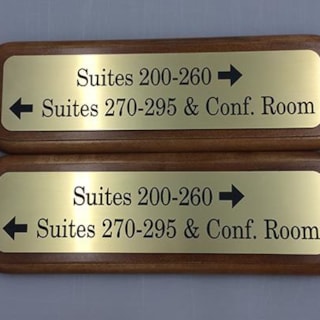 Suites 200-260 →
← Suites 270-295 & Conf. Room
Suites 200-260 →
← Suites 270-295 & Conf. Room